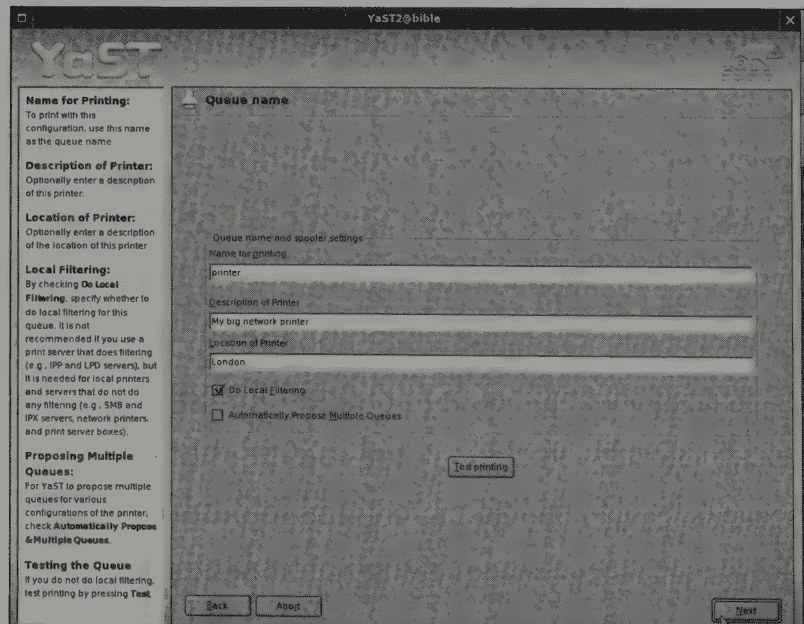 YaST2@bible
YaST
Name for Printing:
To print with this
configuration, use this name
as the queue name
Description of Printer:
Optionally enter a description
of this printer.
Location of Printer:
Optionally enter a description
of the location of this printer
Local Filtering:
By checking Do Local
Filtering, specify whether to
do local filtering for this
queue. It is not
recommended if you use a
print server that does filtering
(e.g., IPP and LPD servers), but
it is needed for local printers
and servers that do not do
any filtering (e.g., SMB and
IPX servers, network printers,
and print server boxes).
Proposing Multiple
Queues:
For YaST to propose multiple
queues for various
configurations of the printer,
check Automatically Propose
&Multiple Queues.
Testing the Queue
If you do not do local filtering,
test printing by pressing Test
Queue name
Queue name and spooler settings
Name for printing
printer
Description of Printer
My big network printer
Location of Printer
London
Do Local Filtering
Automatically Propose Multiple Queues
Test printing
Back
Abort
Next